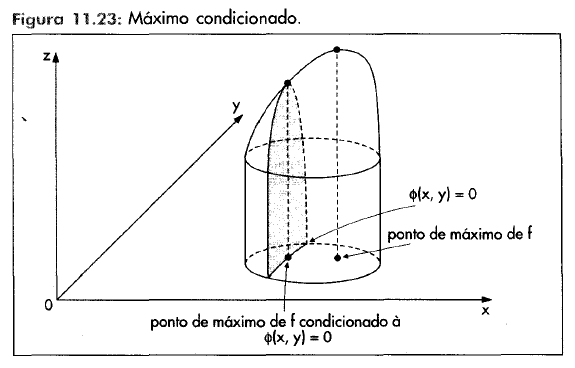 Figura 11.23: Máximo condicionado.
z
y
ϕ(x, y) = 0
ponto de máximo de f
0
x
ponto de máximo de f condicionado à
ϕ(x, y) = 0